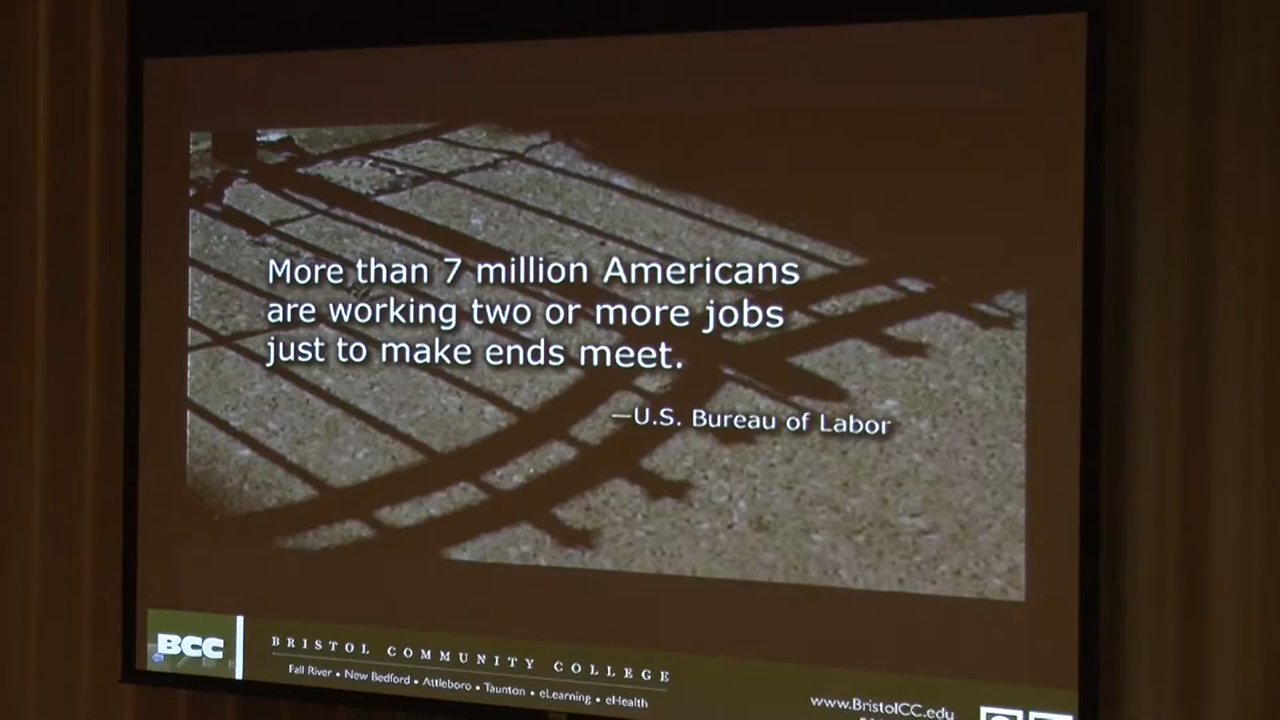 More than 7 million Americans
are working two or more jobs
just to make ends meet.
—U.S. Bureau of Labor
BCC
BRISTOL COMMUNITY COLLEGE
Fall River • New Bedford • Attleboro • Taunton • eLearning • eHealth
www.BristolCC.edu